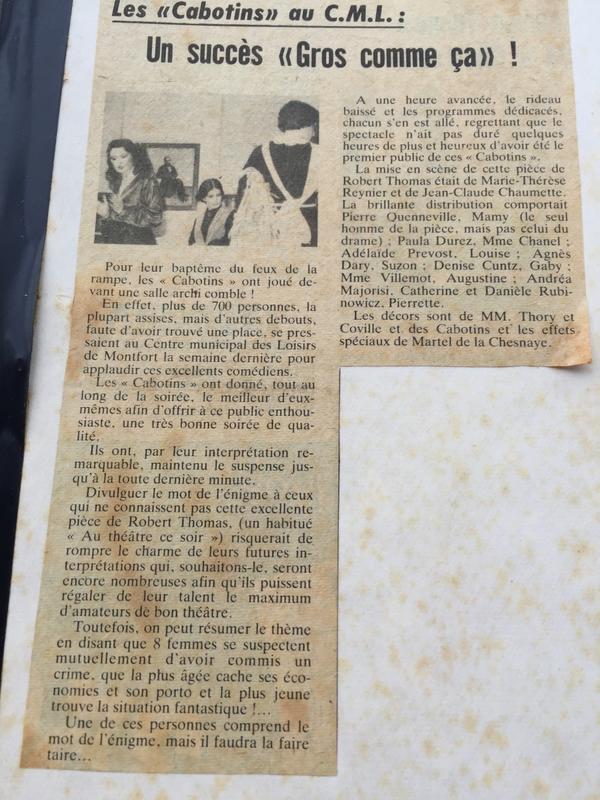 Les «Cabotins» au C.M.L. :
Un succès «Gros comme ça» !
Pour leur baptême du feux de la
rampe, les « Cabotins » ont joué de-
vant une salle archi comble !
En effet, plus de 700 personnes, la
plupart assises, mais d'autres debouts,
faute d'avoir trouvé une place, se pres-
saient au Centre municipal des Loisirs
de Montfort la semaine dernière pour
applaudir ces excellents comédiens.
Les « Cabotins » ont donné, tout au
long de la soirée, le meilleur d'eux-
mêmes afin d'offrir à ce public enthou-
siaste, une très bonne soirée de qua-
lité.
Ils ont, par leur interprétation re-
marquable, maintenu le suspense jus-
qu'à la toute dernière minute.
Divulguer le mot de l'énigme à ceux
qui ne connaissent pas cette excellente
pièce de Robert Thomas, (un habitué
« Au théâtre ce soir ») risquerait de
rompre le charme de leurs futures in-
terprétations qui, souhaitons-le, seront
encore nombreuses afin qu'ils puissent
régaler de leur talent le maximum
d'amateurs de bon théâtre.
Toutefois, on peut résumer le thème
en disant que 8 femmes se suspectent
mutuellement d'avoir commis un
crime, que la plus âgée cache ses éco-
nomies et son porto et la plus jeune
trouve la situation fantastique !...
Une de ces personnes comprend le
mot de l'énigme, mais il faudra la faire
taire...
A une heure avancée, le rideau
baissé et les programmes dédicacés,
chacun s'en est allé, regrettant que le
spectacle n'ait pas duré quelques
heures de plus et heureux d'avoir été le
premier public de ces « Cabotins ».
La mise en scène de cette pièce de
Robert Thomas était de Marie-Thérèse
Reynier et de Jean-Claude Chaumette.
La brillante distribution comportait
Pierre Quenneville, Mamy (le seul
homme de la pièce, mais pas celui du
drame) ; Paula Durez, Mme Chanel ;
Adélaïde Prevost, Louise ; Agnès
Dary, Suzon ; Denise Cuntz, Gaby ;
Mme Villemot, Augustine ; Andréa
Majorisi, Catherine et Danièle Rubi-
nowicz, Pierrette.
Les décors sont de MM. Thory et
Coville et des Cabotins et les effets
spéciaux de Martel de la Chesnaye.